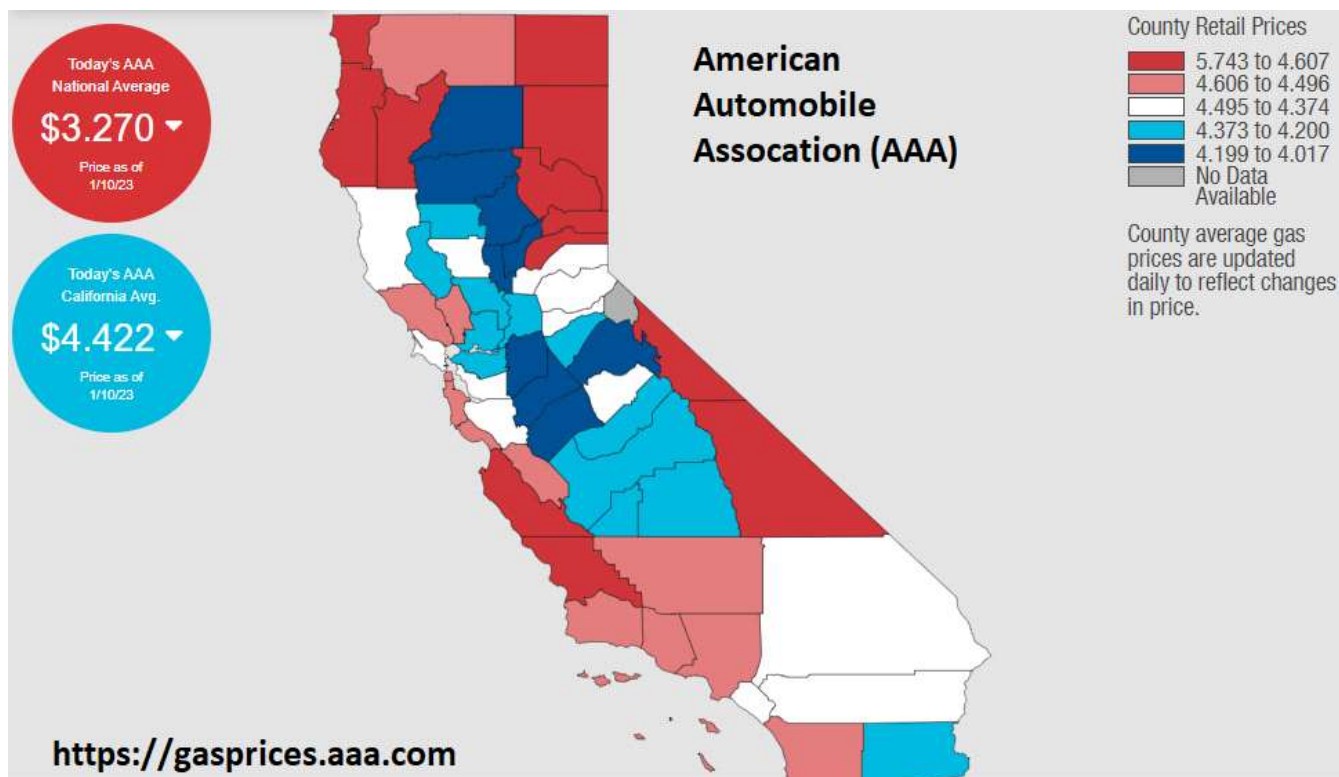 Today's AAA
National Average
$3.270
Price as of
1/10/23
Today's AAA
California Avg.
$4.422
Price as of
1/10/23
American
Automobile
Assocation (AAA)
County Retail Prices
5.743 to 4.607
4.606 to 4.496
4.495 to 4.374
4.373 to 4.200
4.199 to 4.017
No Data
Available
County average gas
prices are updated
daily to reflect changes
in price.
https://gasprices.aaa.com